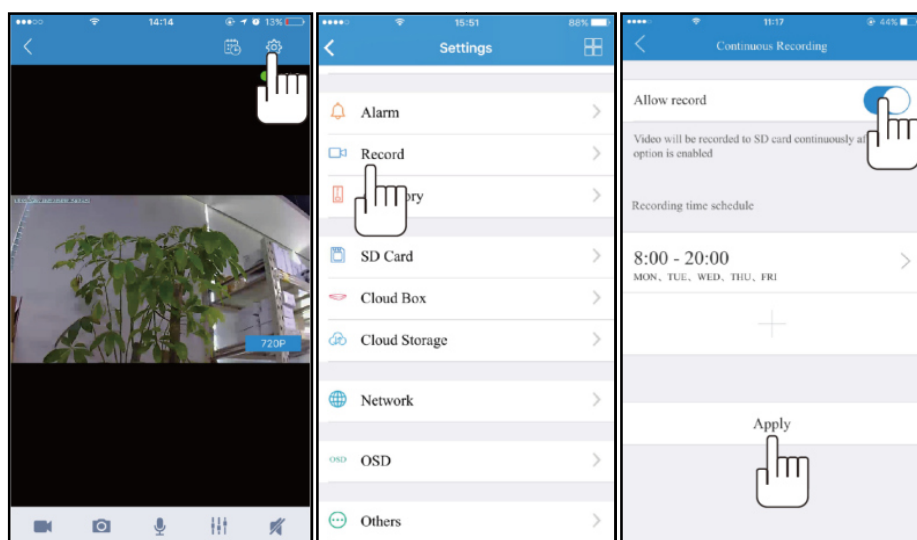 14:14
13%
720P
15:51
88%
Settings
Alarm
Record
ory
SD Card
Cloud Box
Cloud Storage
Network
OSD OSD
Others
11:17
44%
Continuous Recording
Allow record
Video will be recorded to SD card continuously af
option is enabled
Recording time schedule
8:00 - 20:00
MON、TUE、WED、THU、FRI
Apply